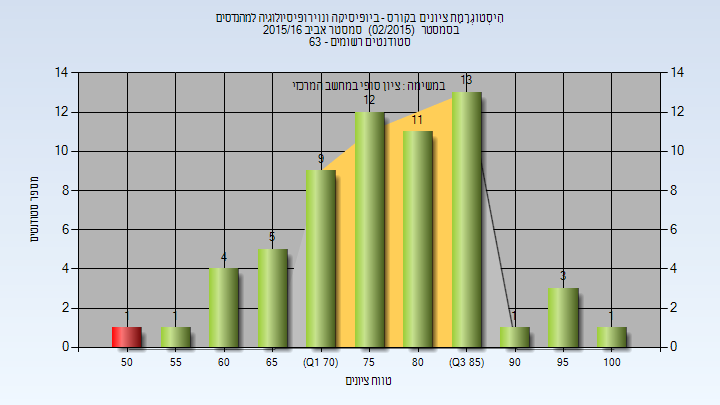 הִיסְטוֹגְרָמַת ציונים בקורס - ביופיסיקה ונוירופיסיולוגיה למהנדסים
בסמסטר (02/2015) סמסטר אביב 2015/16
סטודנטים רשומים - 63
במשימה : ציון סופי במחשב המרכזי
14 14
12 12
10 10
8 8
6 6
4 4
2 2
0 0
1 1 4 5 9 12 11 13 1 3 1
מספר סטודנטים
50 55 60 65 (Q1 70) 75 80 (Q3 85) 90 95 100
טווח ציונים